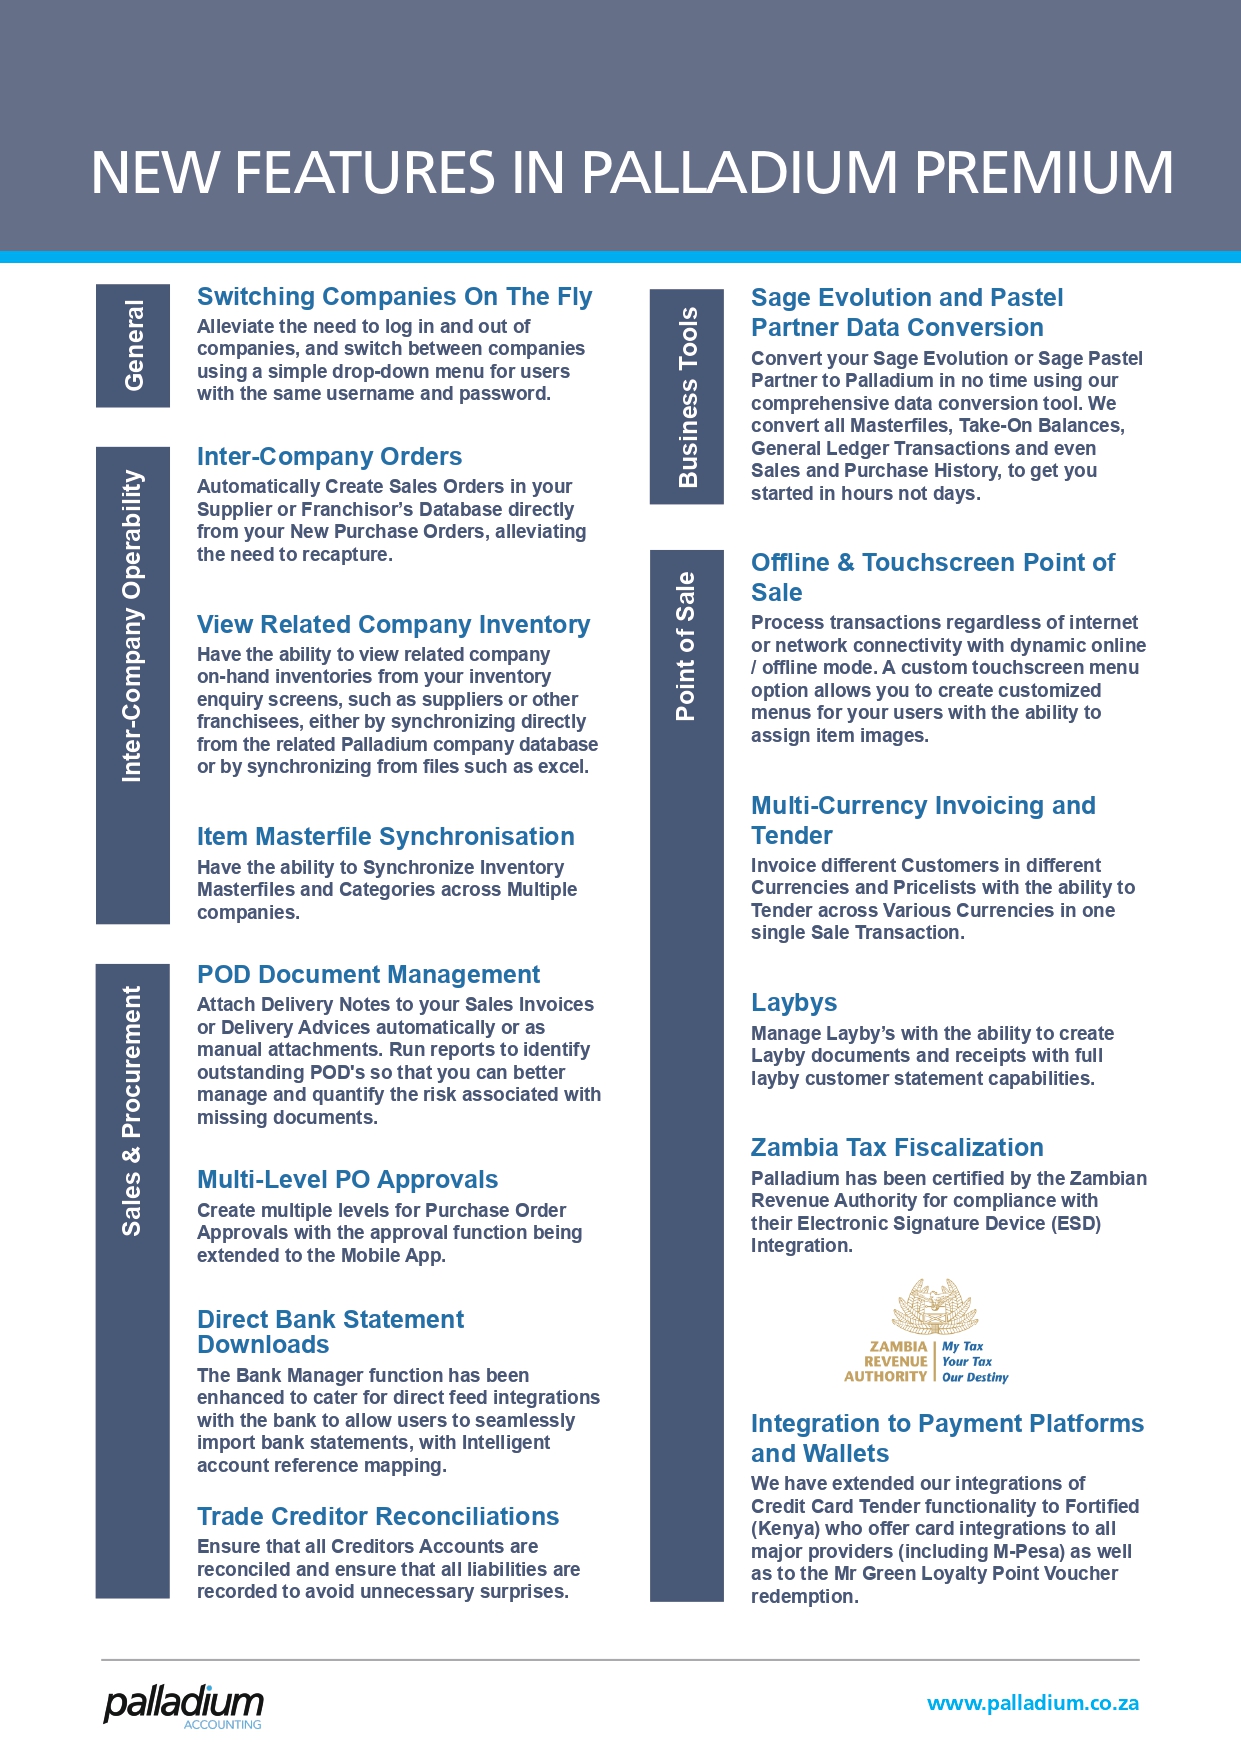 NEW FEATURES IN PALLADIUM PREMIUM
General
Switching Companies On The Fly
Alleviate the need to log in and out of
companies, and switch between companies
using a simple drop-down menu for users
with the same username and password.
Inter-Company Operability
Inter-Company Orders
Automatically Create Sales Orders in your
Supplier or Franchisor’s Database directly
from your New Purchase Orders, alleviating
the need to recapture.
View Related Company Inventory
Have the ability to view related company
on-hand inventories from your inventory
enquiry screens, such as suppliers or other
franchisees, either by synchronizing directly
from the related Palladium company database
or by synchronizing from files such as excel.
Item Masterfile Synchronisation
Have the ability to Synchronize Inventory
Masterfiles and Categories across Multiple
companies.
Sales & Procurement
POD Document Management
Attach Delivery Notes to your Sales Invoices
or Delivery Advices automatically or as
manual attachments. Run reports to identify
outstanding POD's so that you can better
manage and quantify the risk associated with
missing documents.
Multi-Level PO Approvals
Create multiple levels for Purchase Order
Approvals with the approval function being
extended to the Mobile App.
Direct Bank Statement
Downloads
The Bank Manager function has been
enhanced to cater for direct feed integrations
with the bank to allow users to seamlessly
import bank statements, with Intelligent
account reference mapping.
Trade Creditor Reconciliations
Ensure that all Creditors Accounts are
reconciled and ensure that all liabilities are
recorded to avoid unnecessary surprises.
Business Tools
Sage Evolution and Pastel
Partner Data Conversion
Convert your Sage Evolution or Sage Pastel
Partner to Palladium in no time using our
comprehensive data conversion tool. We
convert all Masterfiles, Take-On Balances,
General Ledger Transactions and even
Sales and Purchase History, to get you
started in hours not days.
Point of Sale
Offline & Touchscreen Point of
Sale
Process transactions regardless of internet
or network connectivity with dynamic online
/ offline mode. A custom touchscreen menu
option allows you to create customized
menus for your users with the ability to
assign item images.
Multi-Currency Invoicing and
Tender
Invoice different Customers in different
Currencies and Pricelists with the ability to
Tender across Various Currencies in one
single Sale Transaction.
Laybys
Manage Layby’s with the ability to create
Layby documents and receipts with full
layby customer statement capabilities.
Zambia Tax Fiscalization
Palladium has been certified by the Zambian
Revenue Authority for compliance with
their Electronic Signature Device (ESD)
Integration.
ZAMBIA
REVENUE
AUTHORITY
My Tax
Your Tax
Our Destiny
Integration to Payment Platforms
and Wallets
We have extended our integrations of
Credit Card Tender functionality to Fortified
(Kenya) who offer card integrations to all
major providers (including M-Pesa) as well
as to the Mr Green Loyalty Point Voucher
redemption.
palladium
ACCOUNTING
www.palladium.co.za